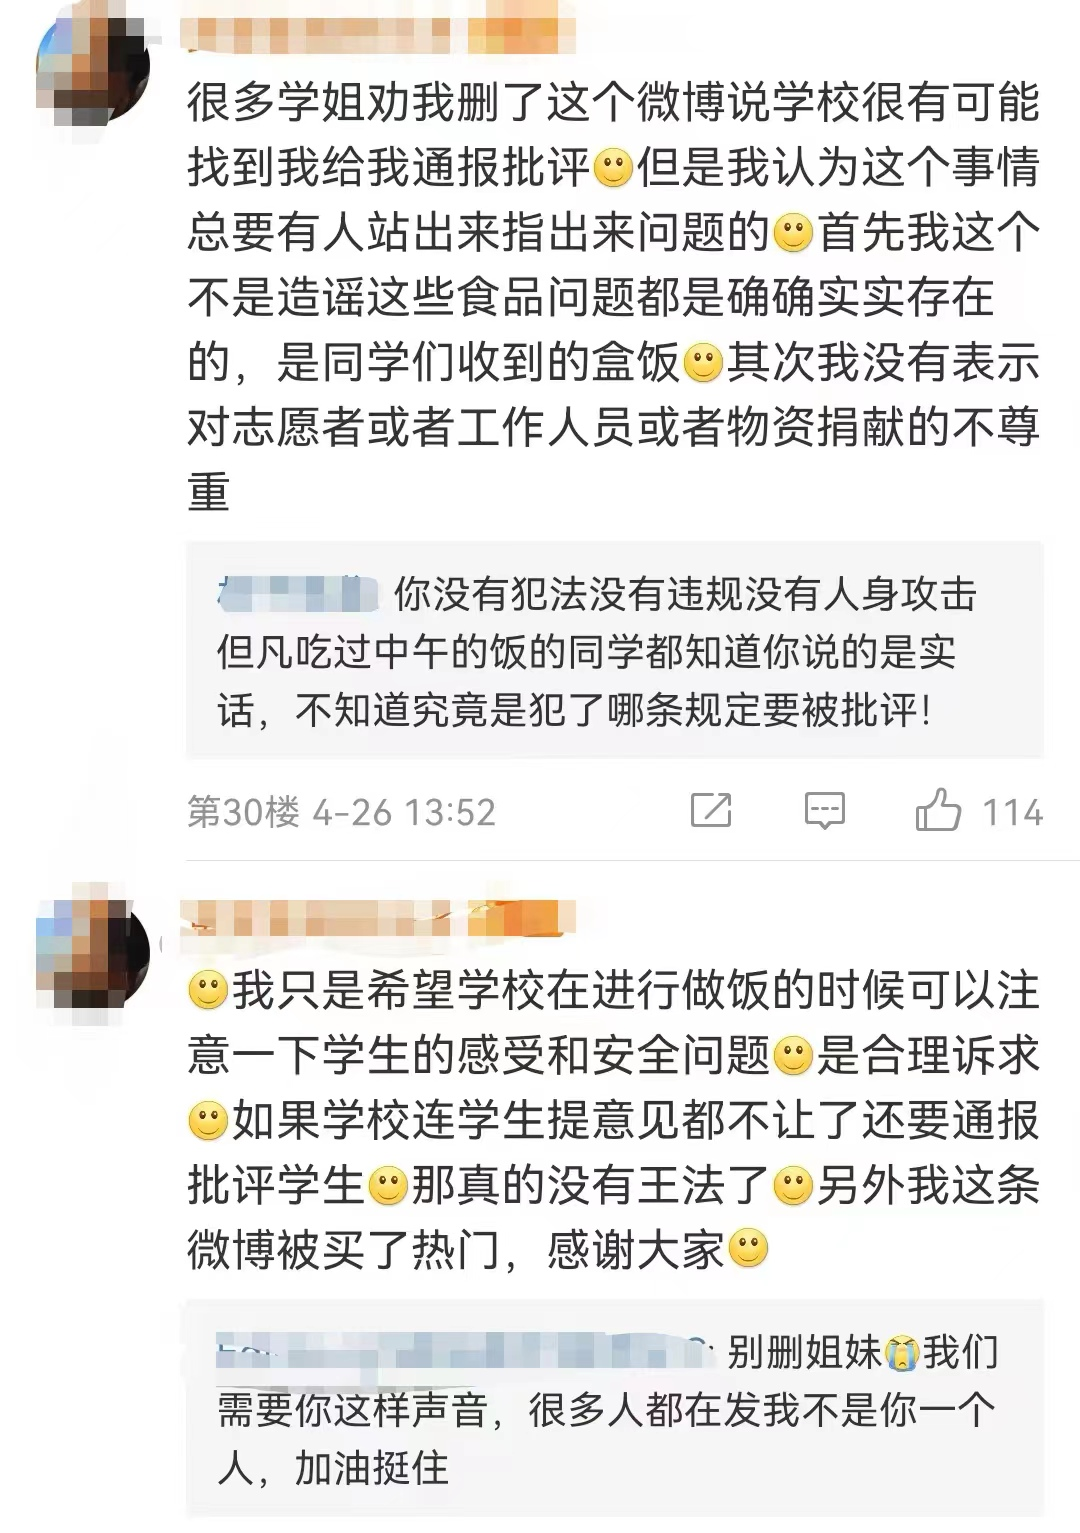 很多学姐劝我删了这个微博说学校很有可能
找到我给我通报批评🙂但是我认为这个事情
总要有人站出来指出来问题的🙂首先我这个
不是造谣这些食品问题都是确确实实存在
的，是同学们收到的盒饭🙂其次我没有表示
对志愿者或者工作人员或者物资捐献的不尊
重
你没有犯法没有违规没有人身攻击
但凡吃过中午的饭的同学都知道你说的是实
话，不知道究竟是犯了哪条规定要被批评！
第30楼 4-26 13:52 114
🙂我只是希望学校在进行做饭的时候可以注
意一下学生的感受和安全问题🙂是合理诉求
🙂如果学校连学生提意见都不让了还要通报
批评学生🙂那真的没有王法了🙂另外我这条
微博被买了热门，感谢大家🙂
别删姐妹😭我们
需要你这样声音，很多人都在发我不是你一个
人，加油挺住